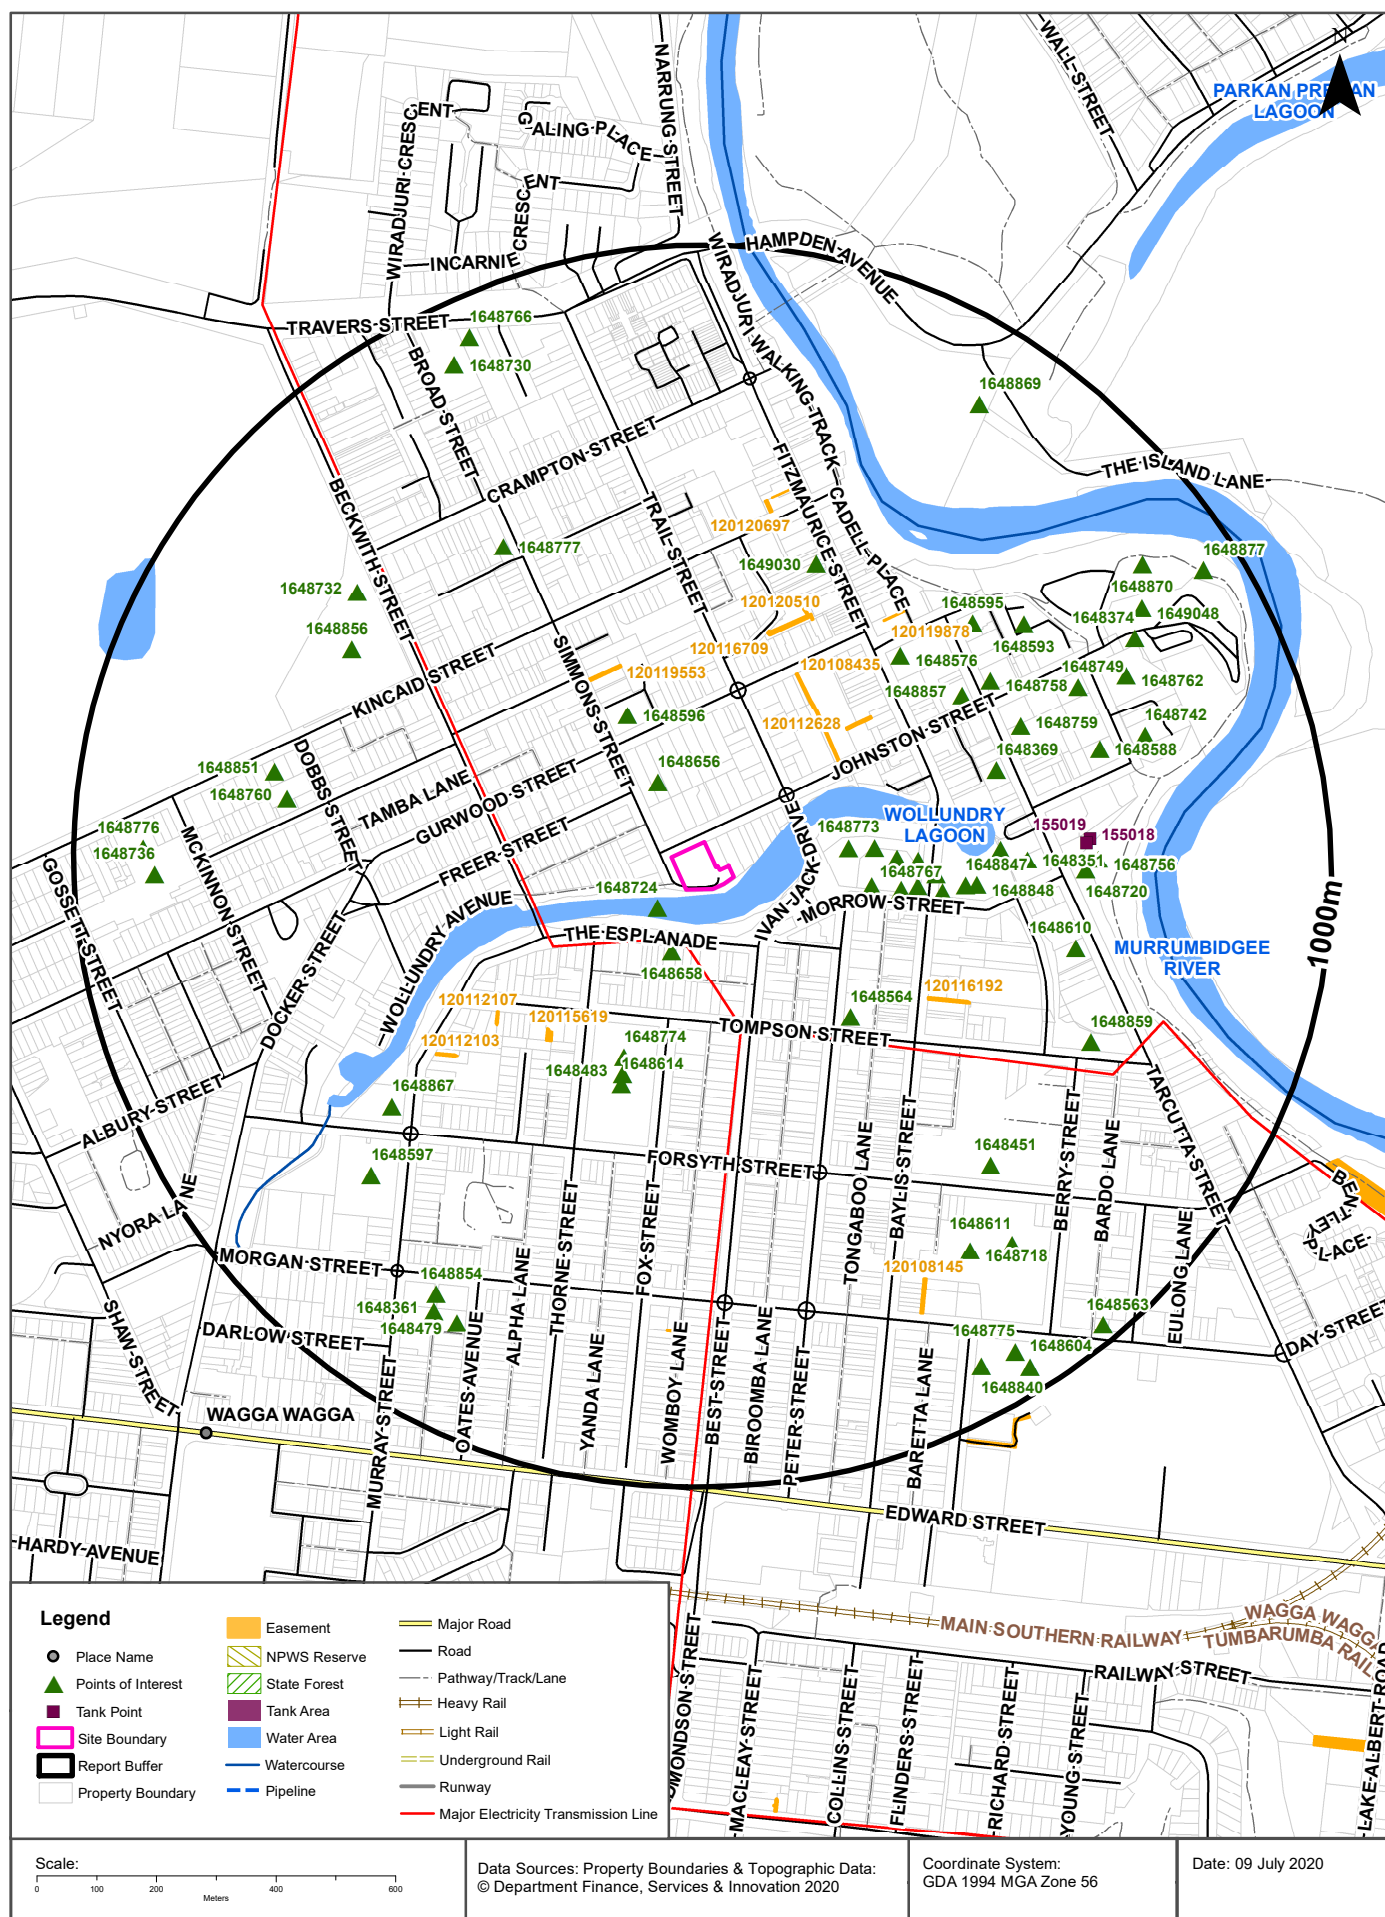 N
WALL STREET
PARKAN PREGAN
LAGOON
NARRUNG STREET
WIRADJURI CRESCENT
GALING PLACE
INCARNIE CRESCENT
HAMPDEN AVENUE
WIRADJURI WALKING TRACK
TRAVERS STREET
1648766
1648730
BROAD STREET
1648869
CRAMPTON STREET
THE ISLAND LANE
BECKWITH STREET
TRAIL STREET
FITZMAURICE STREET
CADELL PLACE
120120697
1648777
1649030
1648877
1648870
1648732
120120510
1648595
1648374
1649048
1648856
SIMMONS STREET
120119878
1648593
120116709
120108435
1648576
1648749
KINCAID STREET
120119553
1648857
1648758
1648762
1648596
120112628
1648759
1648742
1648369
1648588
DOBBS STREET
1648656
JOHNSTON STREET
1648851
1648760
TAMBA LANE
GURWOOD STREET
FREER STREET
IVAN JACK DRIVE
WOLLUNDRY
LAGOON
1648776
1648736
MCKINNON STREET
1648773
155019
155018
GOSSETT STREET
1648767
1648847
1648351
1648756
1648724
WOLLUNDRY AVENUE
1648848
1648720
MORROW STREET
1000m
DOCKER STREET
THE ESPLANADE
1648610
MURRUMBIDGEE
RIVER
1648658
120112107
120115619
1648564
120116192
TOMPSON STREET
1648859
120112103
1648774
1648483
1648614
ALBURY STREET
1648867
TARCUTTA STREET
1648597
FORSYTH STREET
TONGABOO LANE
BAYLIS STREET
1648451
BERRY STREET
BARDO LANE
NYORA LANE
BENTLEY PLACE
MORGAN STREET
THORNE STREET
FOX STREET
1648611
1648718
EULONG LANE
1648854
120108145
SHAW STREET
1648361
1648479
DARLOW STREET
ALPHA LANE
1648563
DAY STREET
MURRAY STREET
OATES AVENUE
YANDA LANE
WOMBOY LANE
BEST STREET
BIROOMBA LANE
PETER STREET
BARETTA LANE
1648775
1648604
1648840
WAGGA WAGGA
EDWARD STREET
HARDY AVENUE
MAIN SOUTHERN RAILWAY
WAGGA WAGGA
TUMBARUMBA RAIL
RAILWAY STREET
MACLEAY STREET
COLLINS STREET
FLINDERS STREET
RICHARD STREET
YOUNG STREET
LAKE ALBERT ROAD
DMONDSON STREET
Legend
Place Name
Points of Interest
Tank Point
Site Boundary
Report Buffer
Property Boundary
Easement
NPWS Reserve
State Forest
Tank Area
Water Area
Watercourse
Pipeline
Major Road
Road
Pathway/Track/Lane
Heavy Rail
Light Rail
Underground Rail
Runway
Major Electricity Transmission Line
Scale:
0 100 200 400 600
Meters
Data Sources: Property Boundaries & Topographic Data:
© Department Finance, Services & Innovation 2020
Coordinate System:
GDA 1994 MGA Zone 56
Date: 09 July 2020